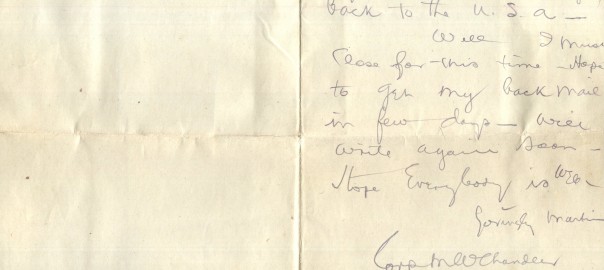 back to the U.S.A —
Well I must
Close for this time — Hope
to get my back mail
in few days — will
write again soon —
Hope Everybody is well
Lovingly Martin
Corp M W Chandler